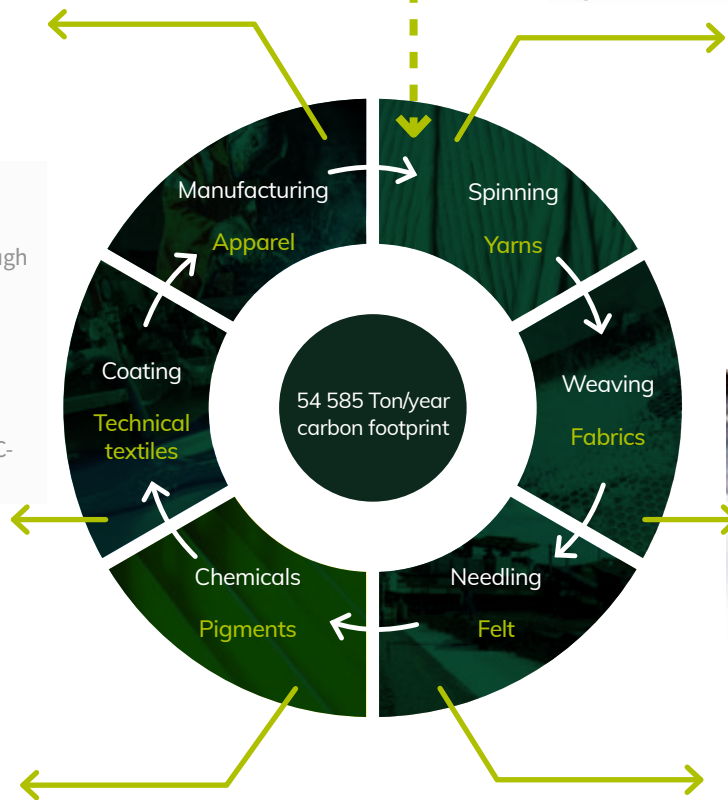 Manufacturing
Apparel
Spinning
Yarns
Coating
Technical
textiles
54 585 Ton/year
carbon footprint
Weaving
Fabrics
Chemicals
Pigments
Needling
Felt